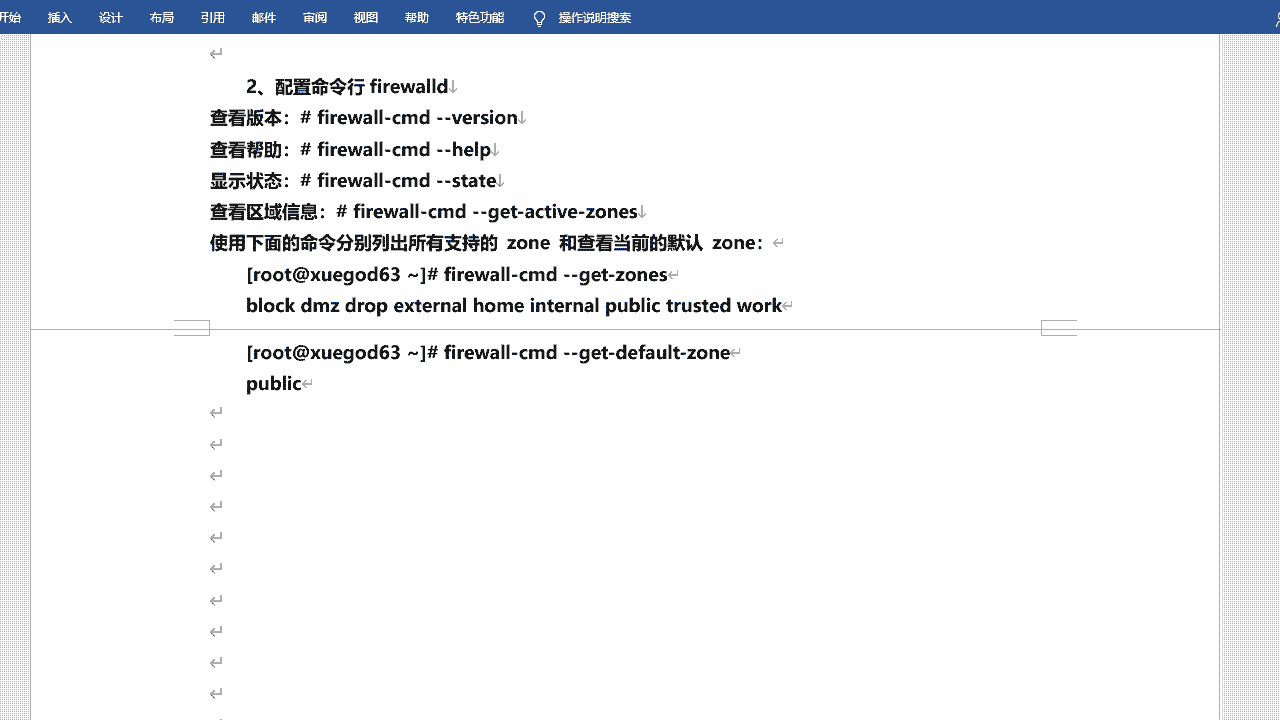 开始 插入 设计 布局 引用 邮件 审阅 视图 帮助 特色功能 操作说明搜索
2、配置命令行 firewalld
查看版本：# firewall-cmd --version
查看帮助：# firewall-cmd --help
显示状态：# firewall-cmd --state
查看区域信息：# firewall-cmd --get-active-zones
使用下面的命令分别列出所有支持的 zone 和查看当前的默认 zone：
[root@xuegod63 ~]# firewall-cmd --get-zones
block dmz drop external home internal public trusted work
[root@xuegod63 ~]# firewall-cmd --get-default-zone
public